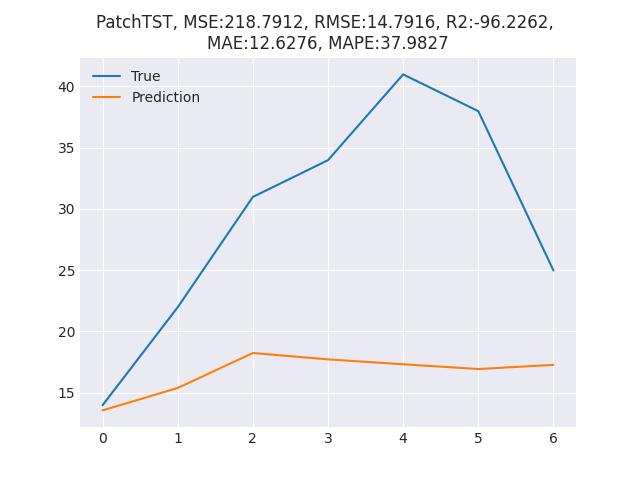 PatchTST, MSE:218.7912, RMSE:14.7916, R2:-96.2262,
MAE:12.6276, MAPE:37.9827
True
Prediction
40
35
30
25
20
15
0 1 2 3 4 5 6